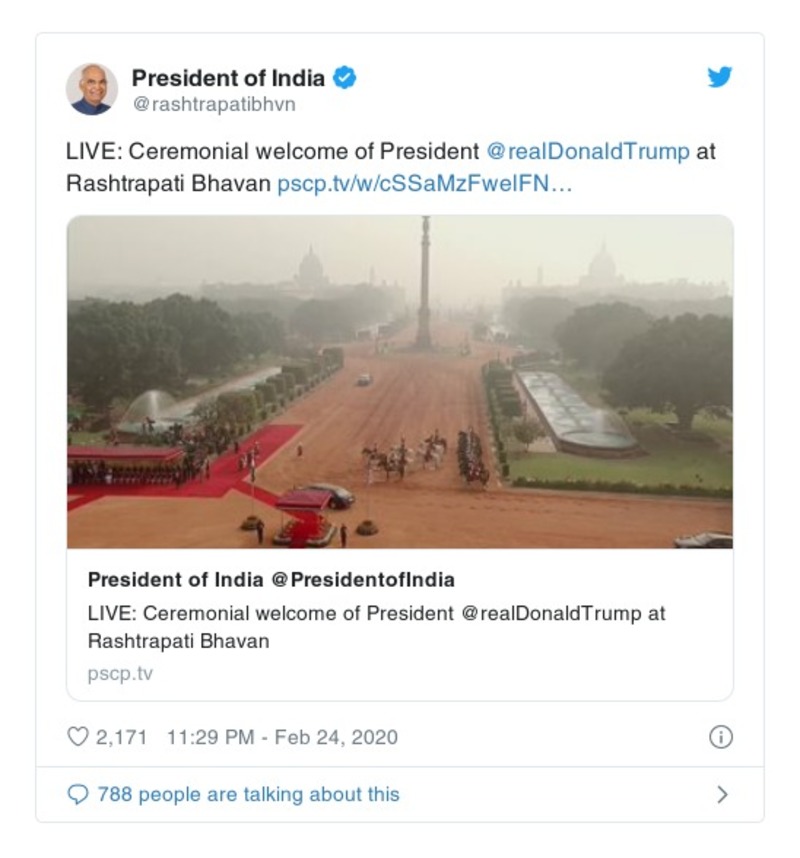 President of India
@rashtrapatibhvn
LIVE: Ceremonial welcome of President @realDonaldTrump at
Rashtrapati Bhavan pscp.tv/w/cSSaMzFwelFN…
President of India @PresidentofIndia
LIVE: Ceremonial welcome of President @realDonaldTrump at
Rashtrapati Bhavan
pscp.tv
2,171 11:29 PM - Feb 24, 2020
788 people are talking about this